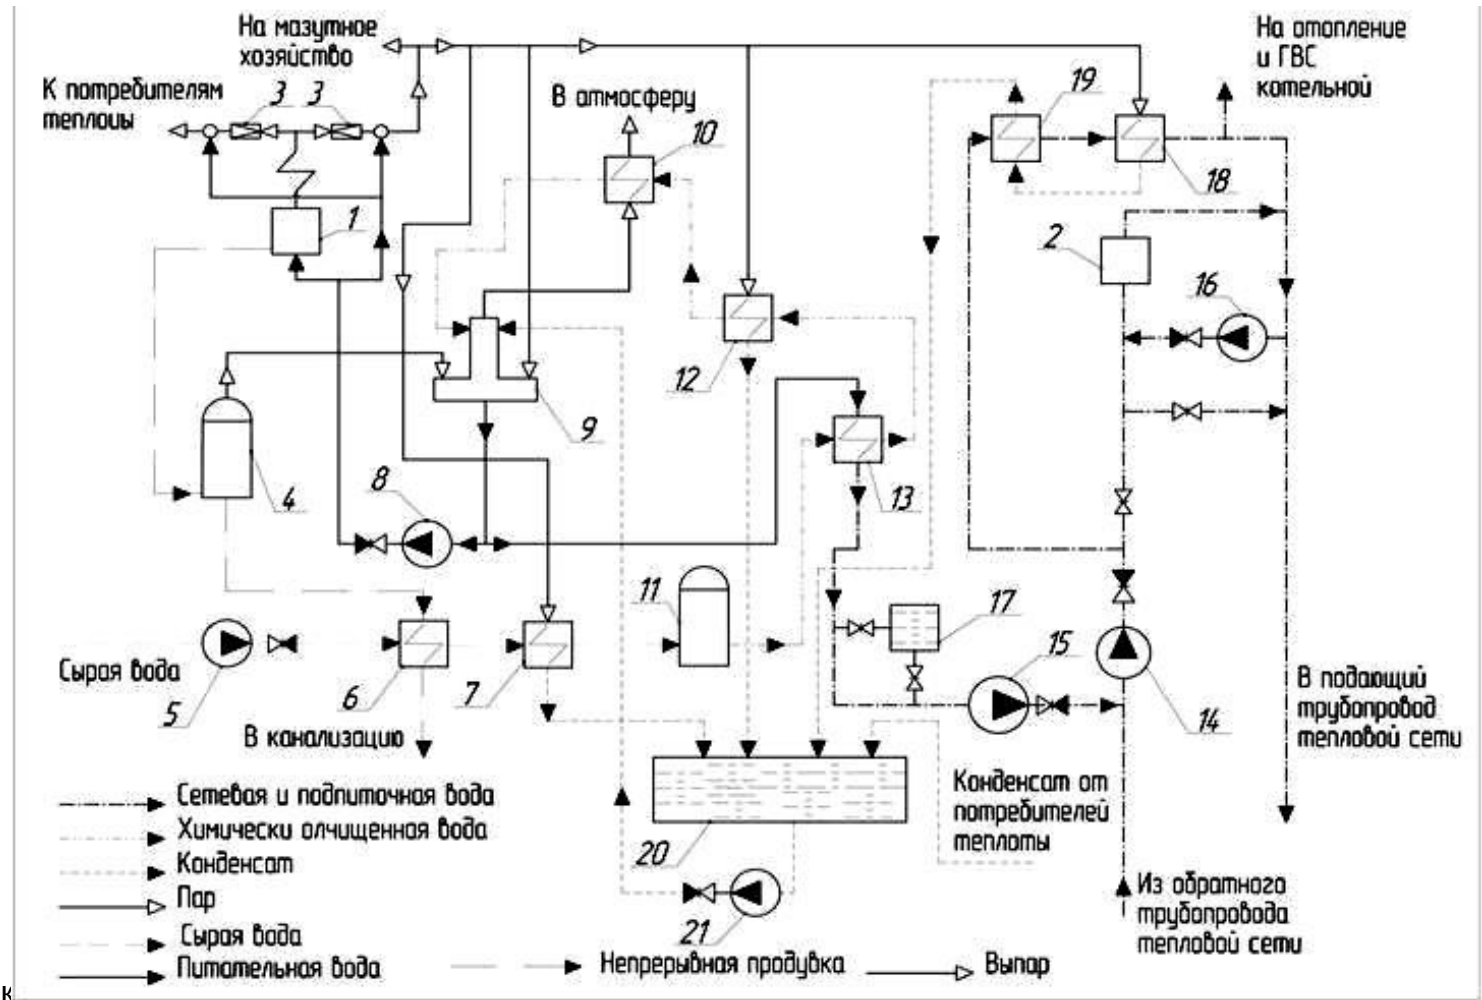 На мазутное
хозяйство
На отопление
и ГВС
котельной
К потребителям
теплоиы
3
3
В атмосферу
19
10
18
1
2
16
12
9
4
8
13
11
17
15
Сырая вода
5
6
7
14
В канализацию
В подающий
трубопровод
тепловой сети
Сетевая и подпиточная вода
Химически олчищенная вода
Конденсат
Пар
Сырая вода
Питательная вода
Конденсат от
потребителей
теплоты
20
21
Из обратного
трубопровода
тепловой сети
Непрерывная продувка
Выпар
к